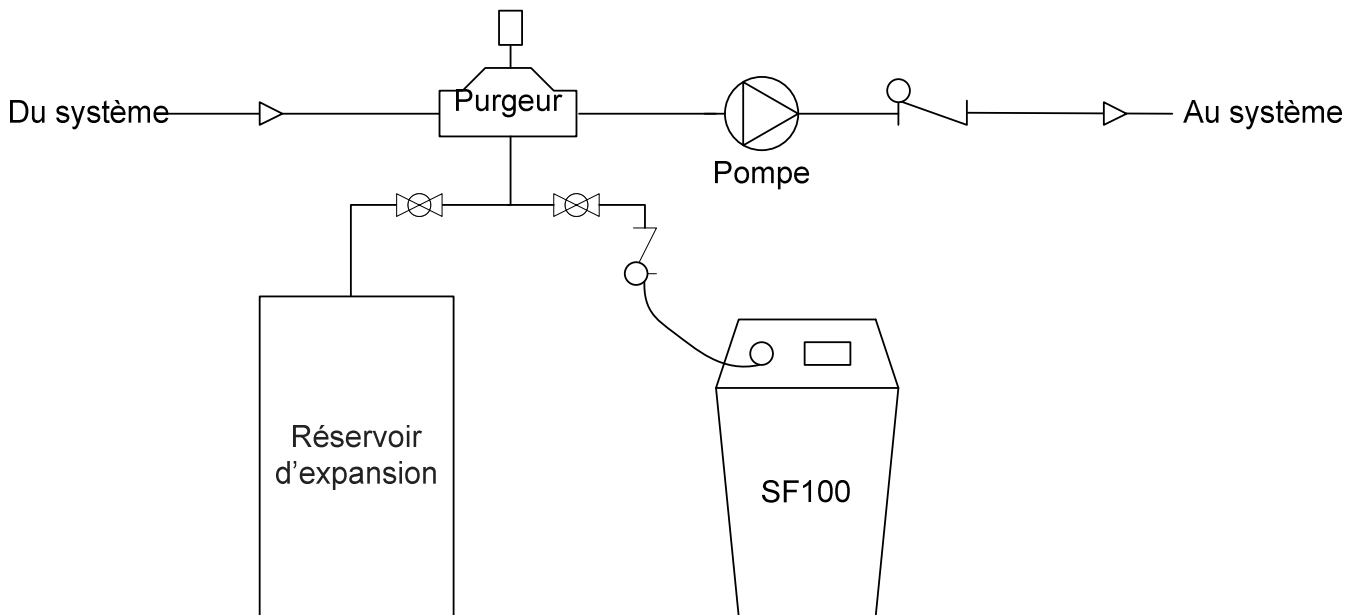 Purgeur
Du système
Au système
Pompe
Réservoir
d’expansion
SF100